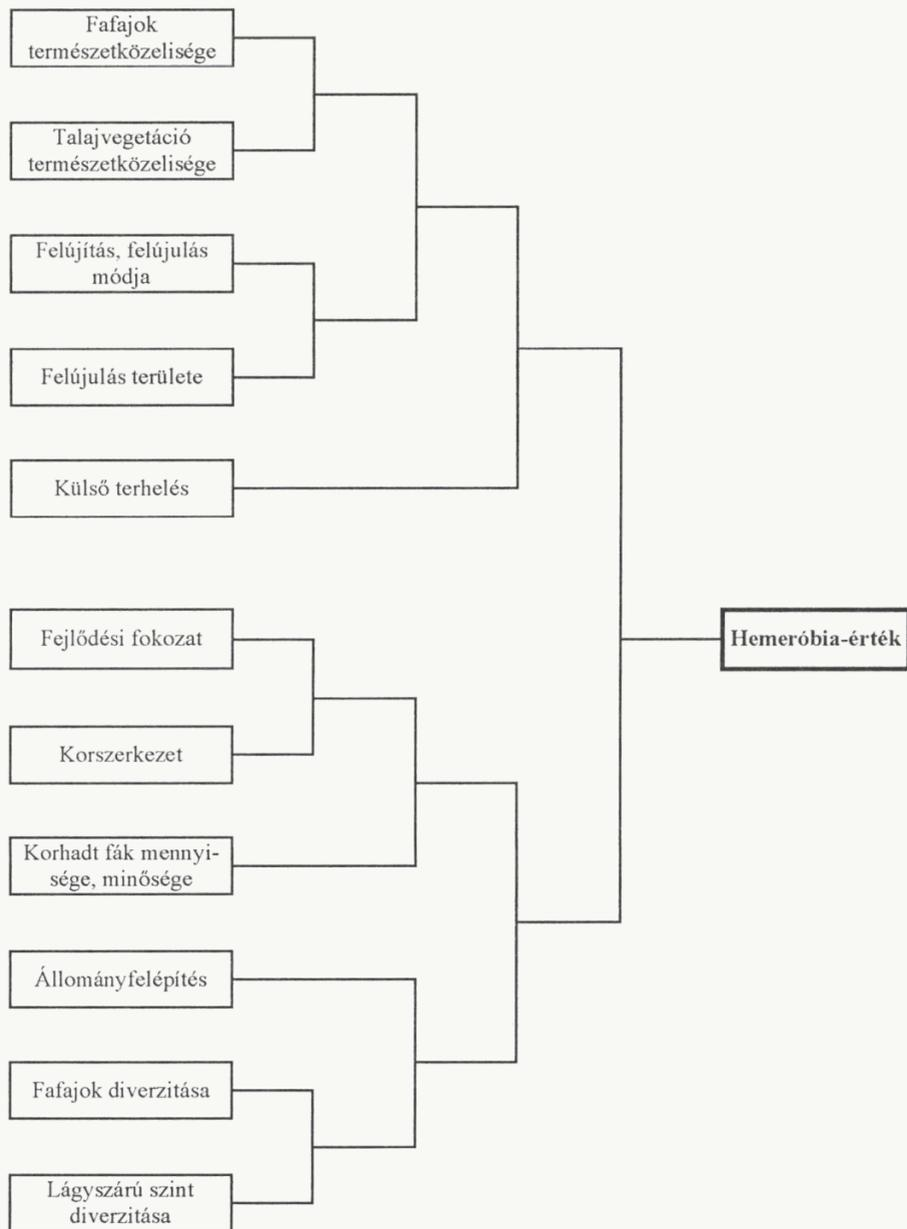 Fafajok
természetközelisége
Talajvegetáció
természetközelisége
Felújítás, felújulás
módja
Felújulás területe
Külső terhelés
Fejlődési fokozat
Hemeróbia-érték
Korszerkezet
Korhadt fák mennyi-
sége, minősége
Állományfelépítés
Fafajok diverzitása
Lágyszárú szint
diverzitása